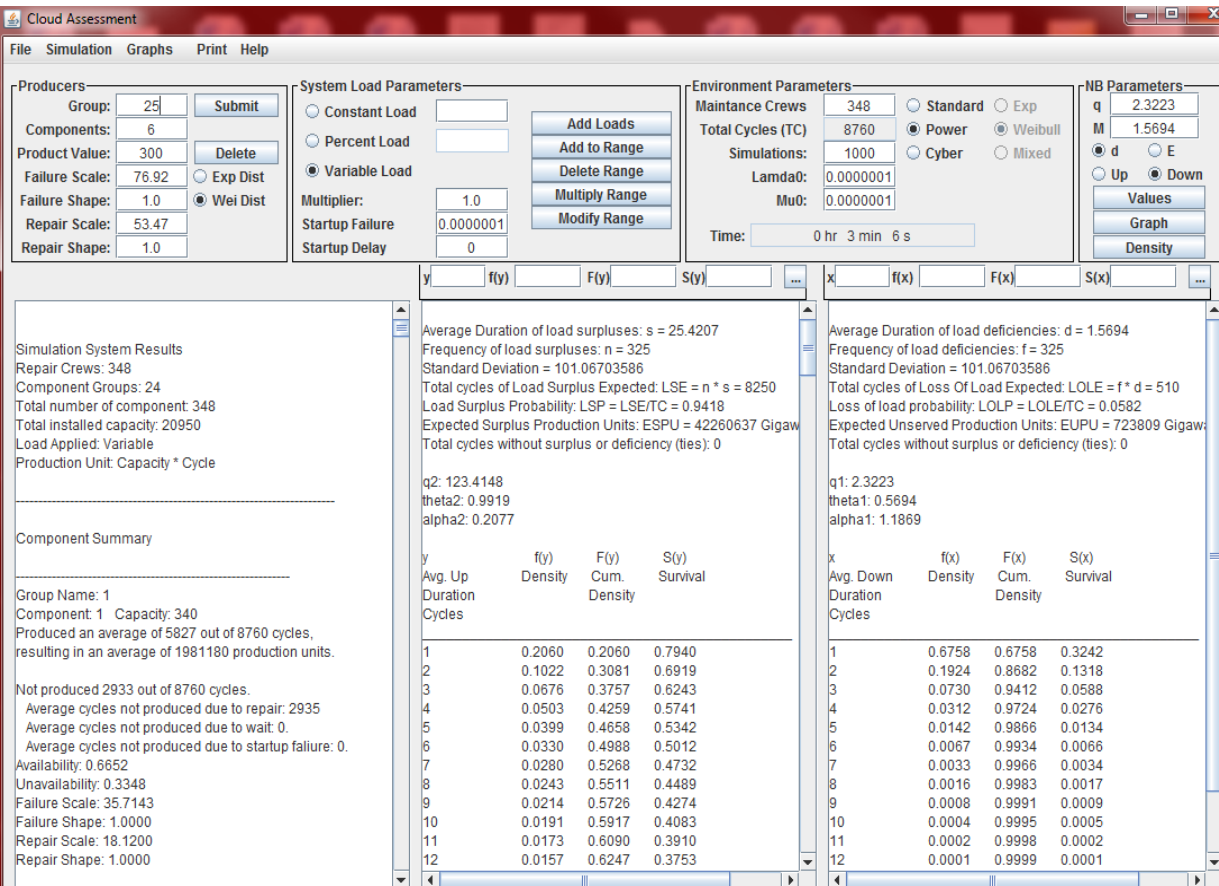 Cloud Assessment
File Simulation Graphs Print Help
Producers
Group: 25 Submit
Components: 6
Product Value: 300 Delete
Failure Scale: 76.92 Exp Dist
Failure Shape: 1.0 Wei Dist
Repair Scale: 53.47
Repair Shape: 1.0
System Load Parameters
Constant Load
Percent Load
Variable Load
Multiplier: 1.0
Startup Failure 0.0000001
Startup Delay 0
Add Loads
Add to Range
Delete Range
Multiply Range
Modify Range
Environment Parameters
Maintance Crews 348 Standard Exp
Total Cycles (TC) 8760 Power Weibull
Simulations: 1000 Cyber Mixed
Lamda0: 0.0000001
Mu0: 0.0000001
Time: 0 hr 3 min 6 s
NB Parameters
q 2.3223
M 1.5694
d E
Up Down
Values
Graph
Density
y f(y) F(y) S(y) ...
x f(x) F(x) S(x) ...
Simulation System Results
Repair Crews: 348
Component Groups: 24
Total number of component: 348
Total installed capacity: 20950
Load Applied: Variable
Production Unit: Capacity * Cycle
Component Summary
Group Name: 1
Component: 1 Capacity: 340
Produced an average of 5827 out of 8760 cycles,
resulting in an average of 1981180 production units.
Not produced 2933 out of 8760 cycles.
Average cycles not produced due to repair: 2935
Average cycles not produced due to wait: 0.
Average cycles not produced due to startup faliure: 0.
Availability: 0.6652
Unavailability: 0.3348
Failure Scale: 35.7143
Failure Shape: 1.0000
Repair Scale: 18.1200
Repair Shape: 1.0000
Average Duration of load surpluses: s = 25.4207
Frequency of load surpluses: n = 325
Standard Deviation = 101.06703586
Total cycles of Load Surplus Expected: LSE = n * s = 8250
Load Surplus Probability: LSP = LSE/TC = 0.9418
Expected Surplus Production Units: ESPU = 42260637 Gigaw
Total cycles without surplus or deficiency (ties): 0
q2: 123.4148
theta2: 0.9919
alpha2: 0.2077
y f(y) F(y) S(y)
Avg. Up Density Cum. Survival
Duration Density
Cycles
1 0.2060 0.2060 0.7940
2 0.1022 0.3081 0.6919
3 0.0676 0.3757 0.6243
4 0.0503 0.4259 0.5741
5 0.0399 0.4658 0.5342
6 0.0330 0.4988 0.5012
7 0.0280 0.5268 0.4732
8 0.0243 0.5511 0.4489
9 0.0214 0.5726 0.4274
10 0.0191 0.5917 0.4083
11 0.0173 0.6090 0.3910
12 0.0157 0.6247 0.3753
Average Duration of load deficiencies: d = 1.5694
Frequency of load deficiencies: f = 325
Standard Deviation = 101.06703586
Total cycles of Loss Of Load Expected: LOLE = f * d = 510
Loss of load probability: LOLP = LOLE/TC = 0.0582
Expected Unserved Production Units: EUPU = 723809 Gigawa
Total cycles without surplus or deficiency (ties): 0
q1: 2.3223
theta1: 0.5694
alpha1: 1.1869
x f(x) F(x) S(x)
Avg. Down Density Cum. Survival
Duration Density
Cycles
1 0.6758 0.6758 0.3242
2 0.1924 0.8682 0.1318
3 0.0730 0.9412 0.0588
4 0.0312 0.9724 0.0276
5 0.0142 0.9866 0.0134
6 0.0067 0.9934 0.0066
7 0.0033 0.9966 0.0034
8 0.0016 0.9983 0.0017
9 0.0008 0.9991 0.0009
10 0.0004 0.9995 0.0005
11 0.0002 0.9998 0.0002
12 0.0001 0.9999 0.0001